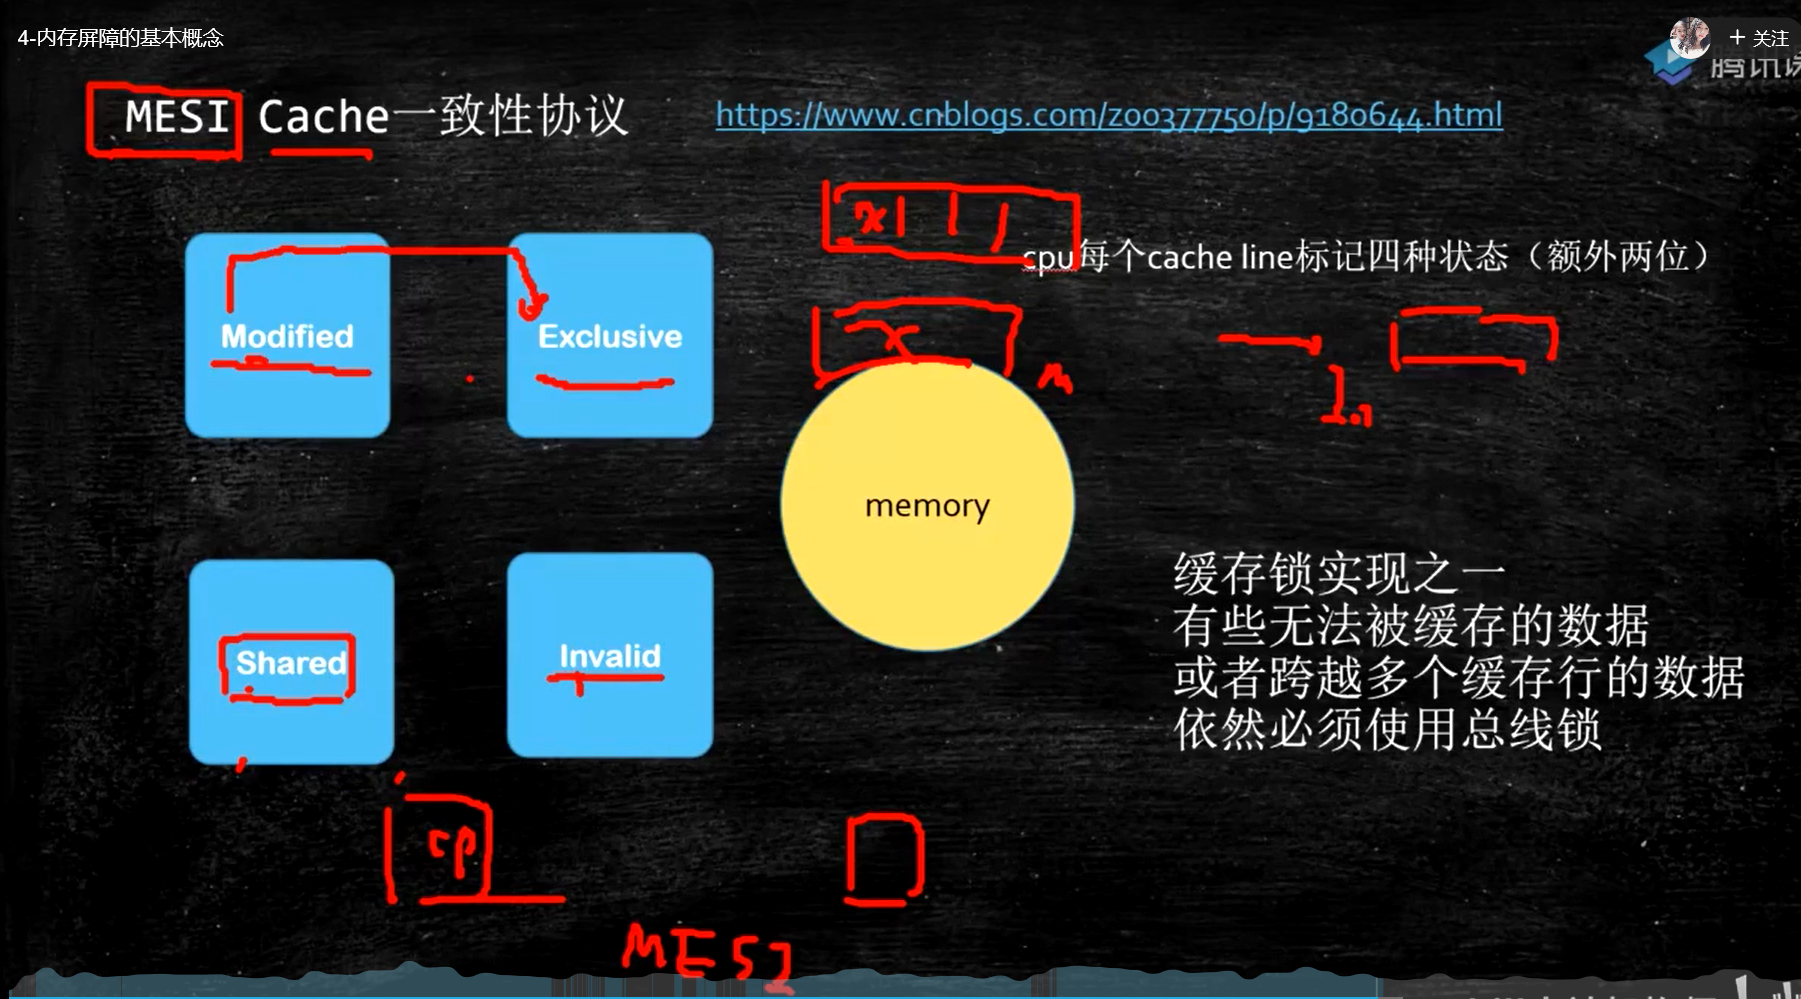 4-内存屏障的基本概念
+ 关注
腾讯课
MESI Cache一致性协议
https://www.cnblogs.com/z00377750/p/9180644.html
x
cpu每个cache line标记四种状态（额外两位）
x
M
Modified
Exclusive
memory
Shared
Invalid
缓存锁实现之一
有些无法被缓存的数据
或者跨越多个缓存行的数据
依然必须使用总线锁
cp
MESI